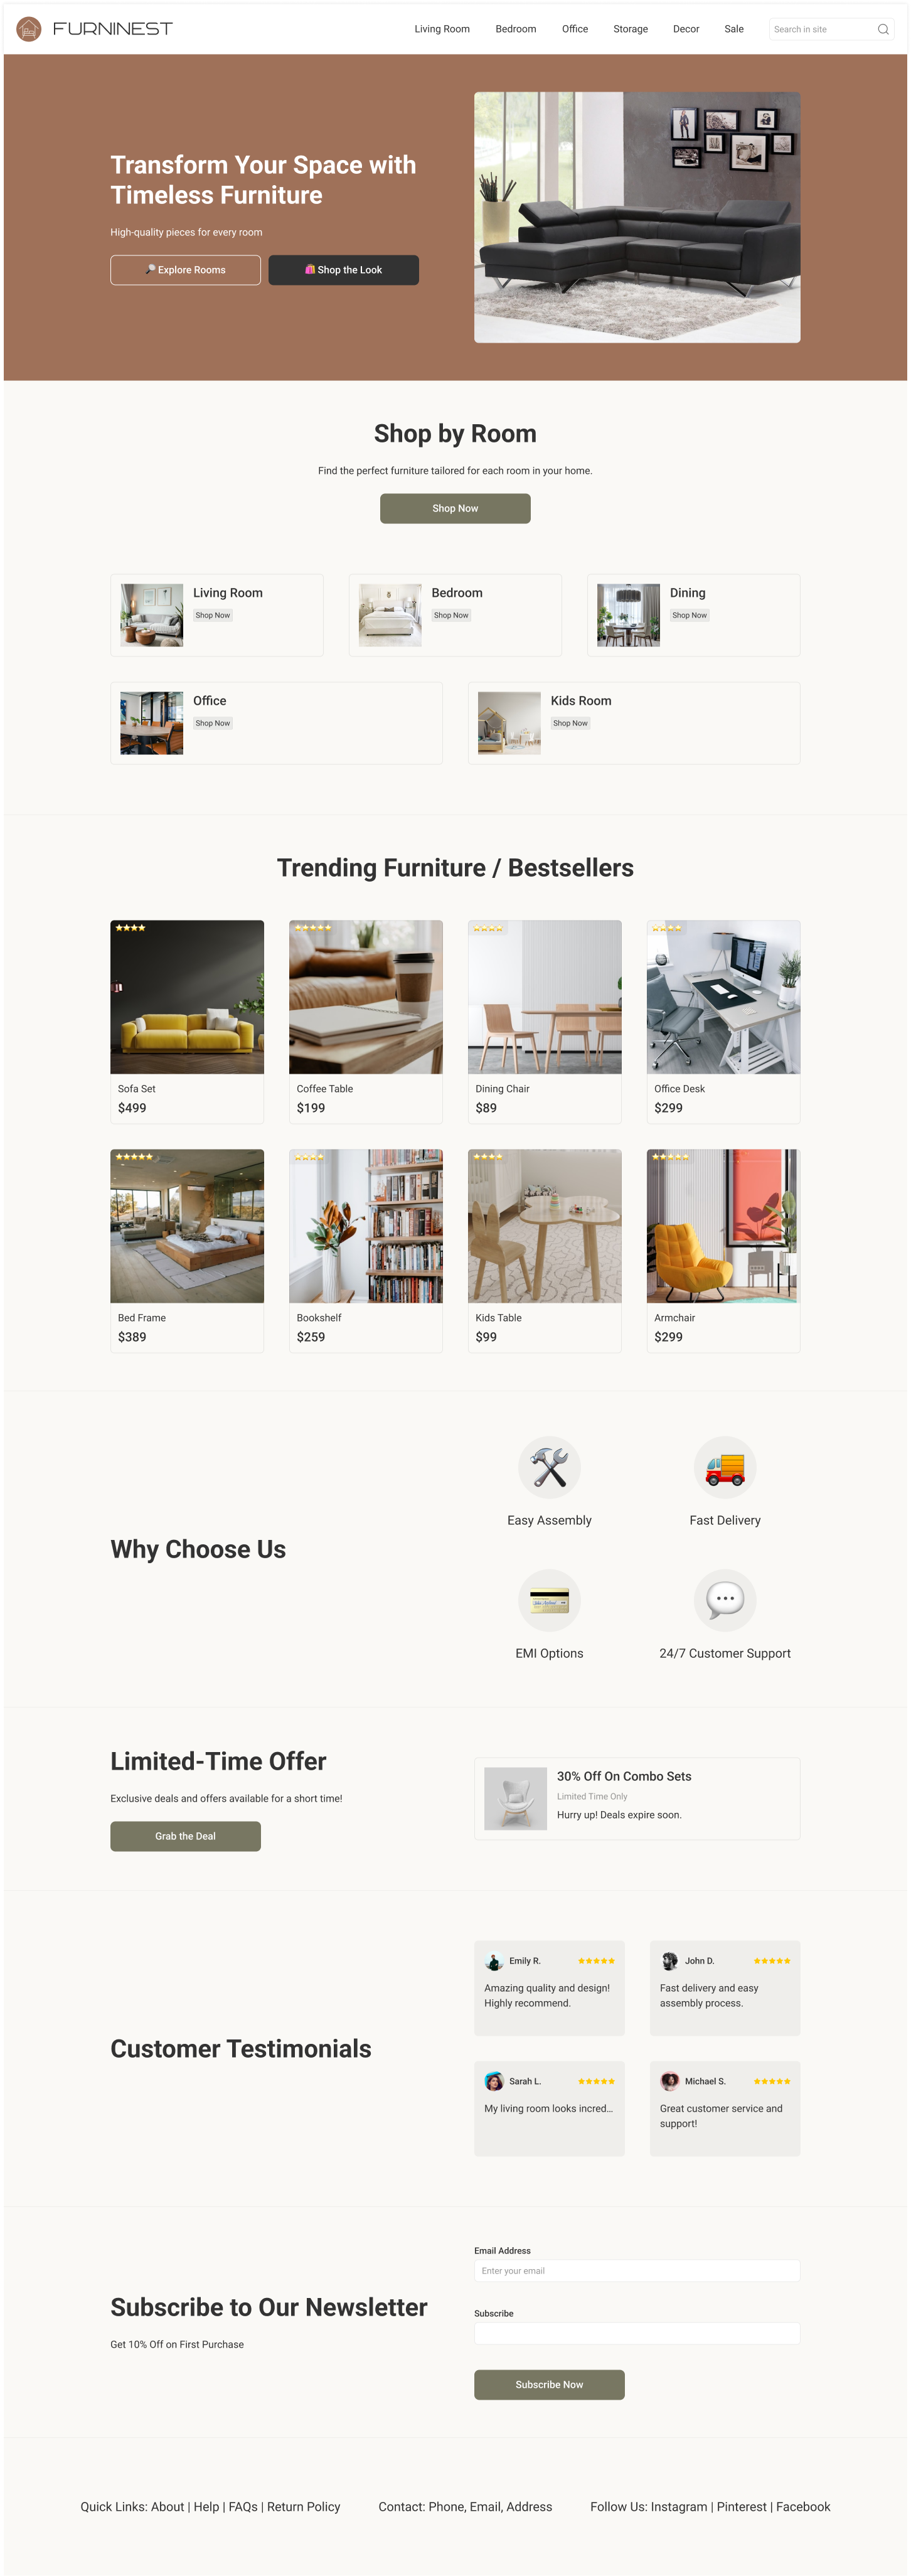 FURNINEST
Living Room
Bedroom
Office
Storage
Decor
Sale
Search in site
Transform Your Space with
Timeless Furniture
High-quality pieces for every room
Explore Rooms
Shop the Look
Shop by Room
Find the perfect furniture tailored for each room in your home.
Shop Now
Living Room
Shop Now
Bedroom
Shop Now
Dining
Shop Now
Office
Shop Now
Kids Room
Shop Now
Trending Furniture / Bestsellers
Sofa Set
$499
Coffee Table
$199
Dining Chair
$89
Office Desk
$299
Bed Frame
$389
Bookshelf
$259
Kids Table
$99
Armchair
$299
Why Choose Us
Easy Assembly
Fast Delivery
EMI Options
24/7 Customer Support
Limited-Time Offer
Exclusive deals and offers available for a short time!
Grab the Deal
30% Off On Combo Sets
Limited Time Only
Hurry up! Deals expire soon.
Customer Testimonials
Emily R.
Amazing quality and design!
Highly recommend.
John D.
Fast delivery and easy
assembly process.
Sarah L.
My living room looks incred...
Michael S.
Great customer service and
support!
Subscribe to Our Newsletter
Get 10% Off on First Purchase
Email Address
Enter your email
Subscribe
Subscribe Now
Quick Links: About | Help | FAQs | Return Policy
Contact: Phone, Email, Address
Follow Us: Instagram | Pinterest | Facebook